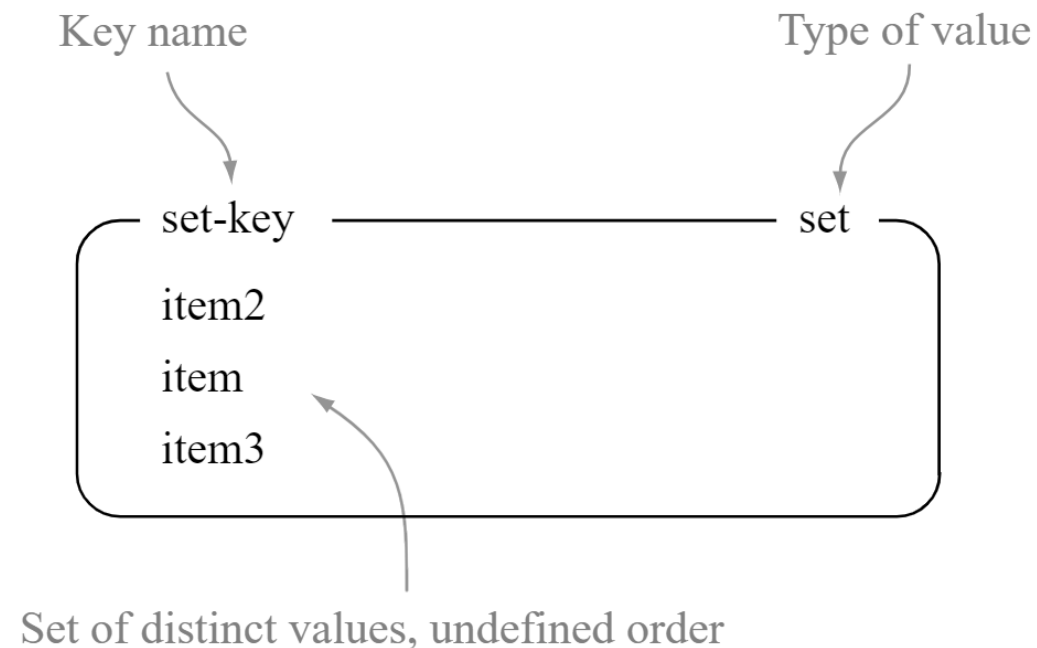 Key name
Type of value
set-key
set
item2
item
item3
Set of distinct values, undefined order